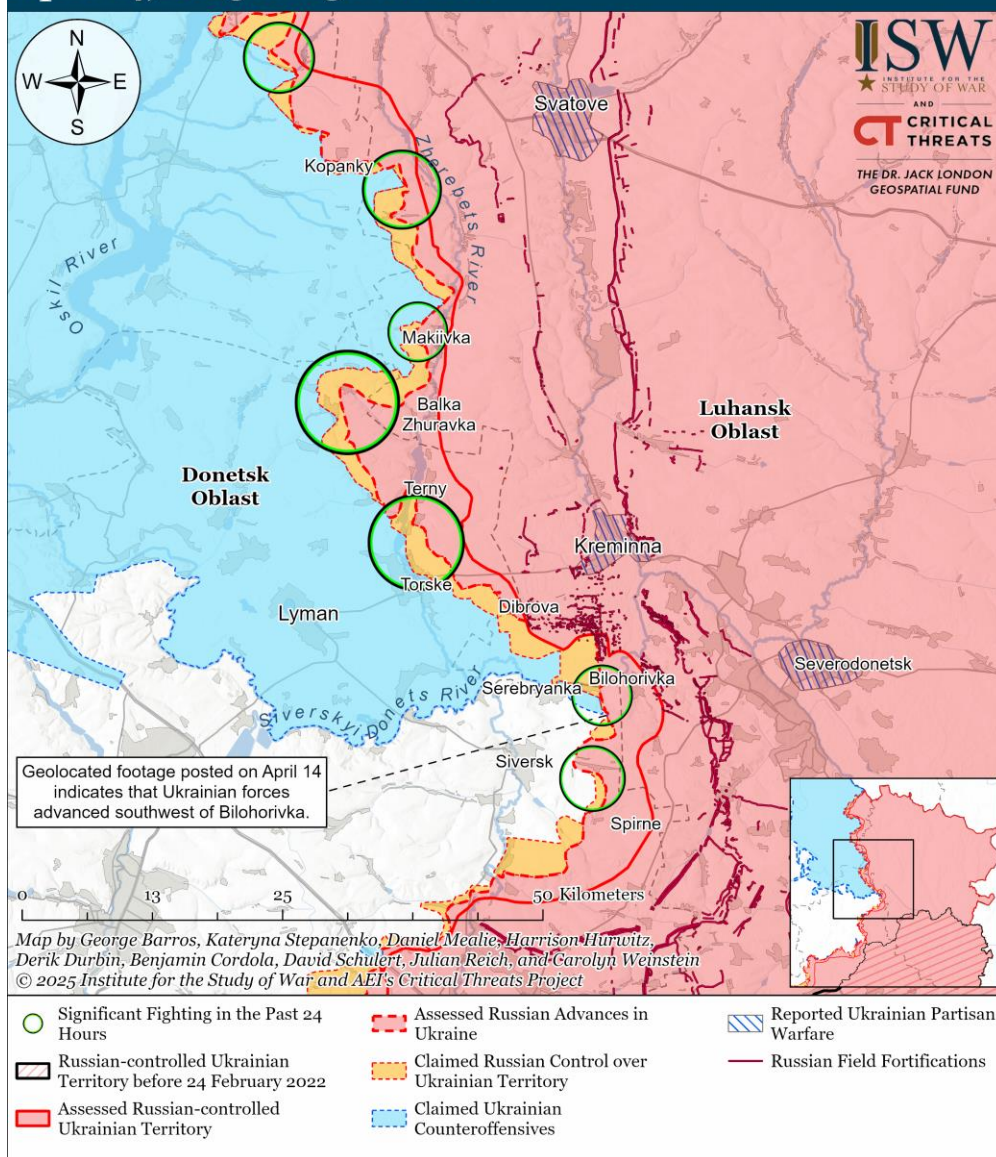 N
W
E
S
ISW
INSTITUTE FOR THE
STUDY OF WAR
AND
CT CRITICAL
THREATS
THE DR. JACK LONDON
GEOSPATIAL FUND
Svatove
Zherebets River
Kopanky
Oskil River
Makiivka
Balka
Zhuravka
Luhansk
Oblast
Donetsk
Oblast
Terny
Kreminna
Torske
Lyman
Dibrova
Severodonetsk
Bilohorivka
Serebryanka
Siverskyi Donets River
Siversk
Geolocated footage posted on April 14
indicates that Ukrainian forces
advanced southwest of Bilohorivka.
Spirne
0
13
25
50 Kilometers
Map by George Barros, Kateryna Stepanenko, Daniel Mealie, Harrison Hurwitz,
Derik Durbin, Benjamin Cordola, David Schulert, Julian Reich, and Carolyn Weinstein
© 2025 Institute for the Study of War and AEI's Critical Threats Project
Significant Fighting in the Past 24
Hours
Russian-controlled Ukrainian
Territory before 24 February 2022
Assessed Russian-controlled
Ukrainian Territory
Assessed Russian Advances in
Ukraine
Claimed Russian Control over
Ukrainian Territory
Claimed Ukrainian
Counteroffensives
Reported Ukrainian Partisan
Warfare
Russian Field Fortifications